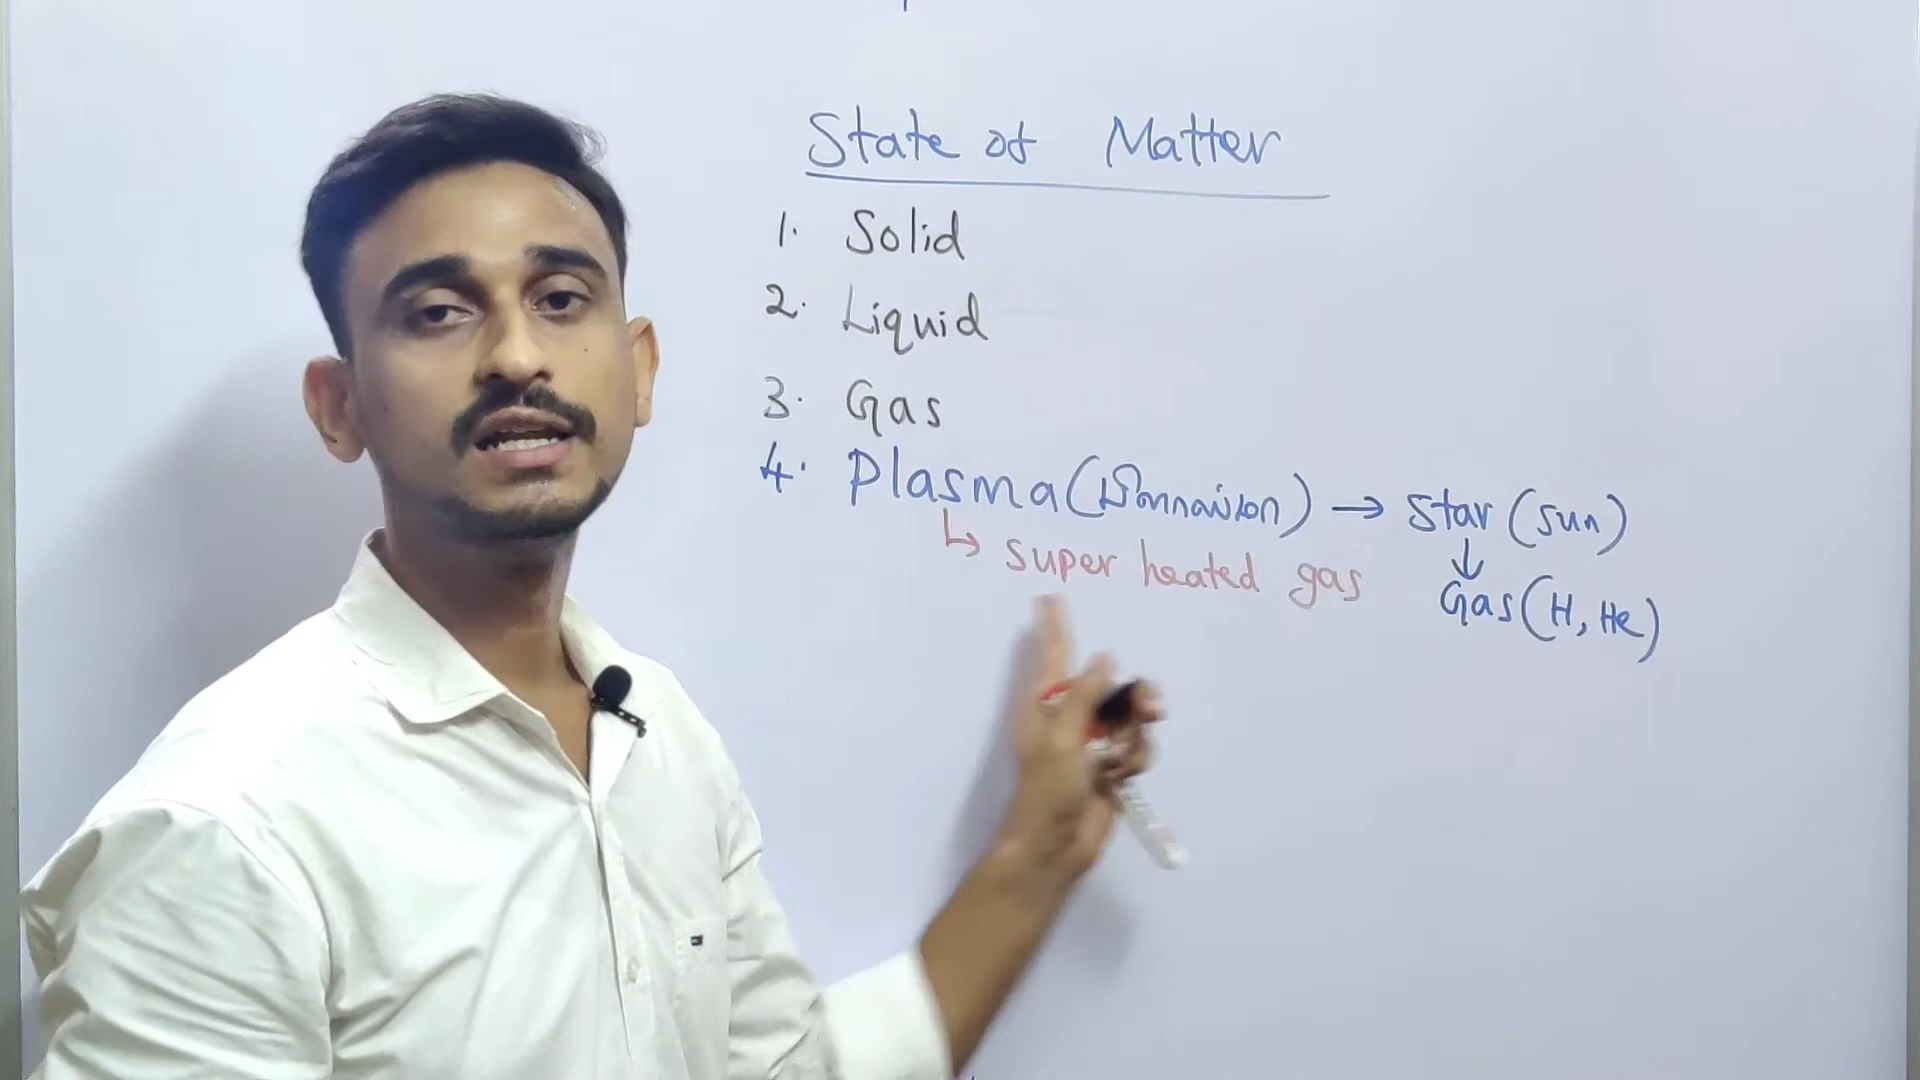 State of Matter
1. Solid
2. Liquid
3. Gas
4. Plasma ( ) → Star (Sun)
↳ super heated gas
↓
Gas (H, He)